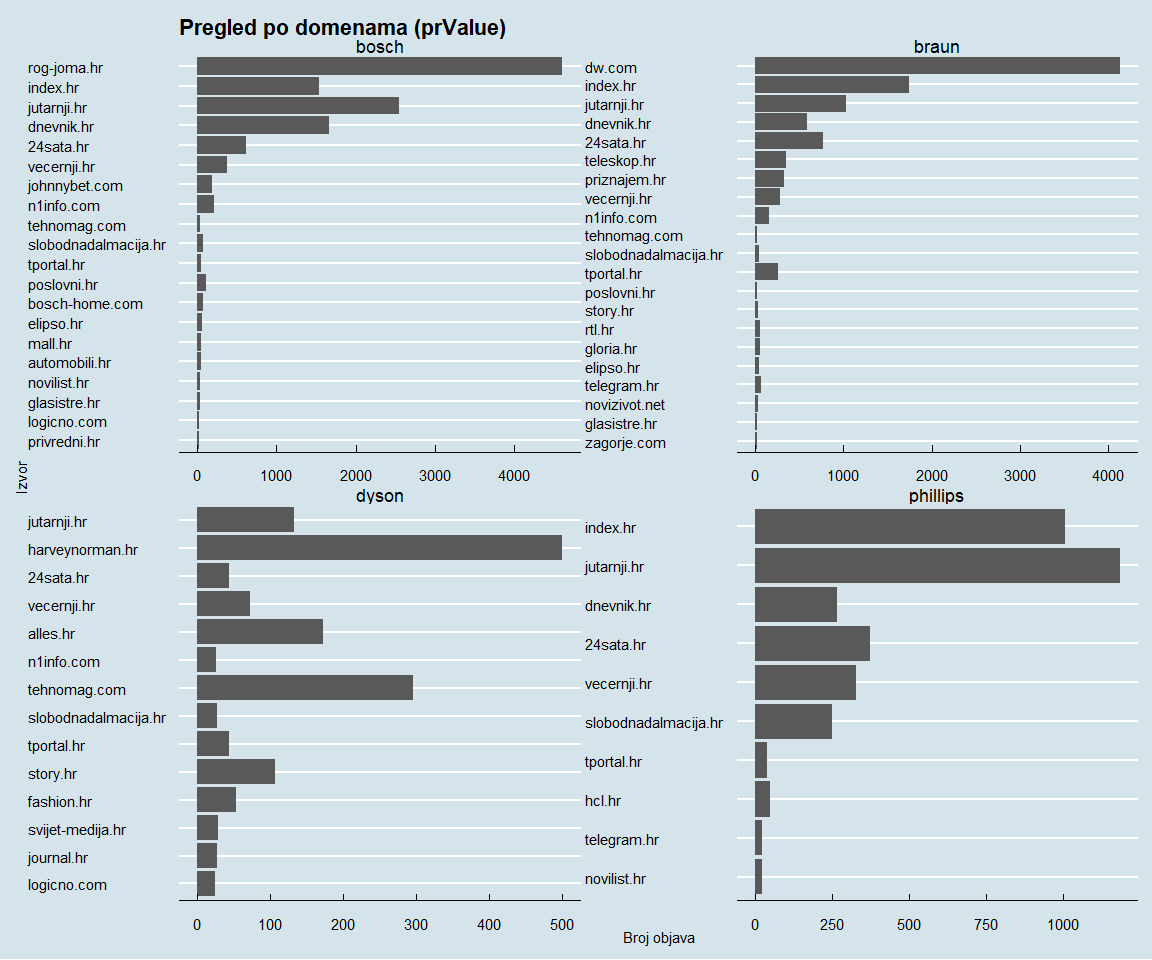 Pregled po domenama (prValue)
bosch
rog-joma.hr
index.hr
jutarnji.hr
dnevnik.hr
24sata.hr
vecernji.hr
johnnybet.com
n1info.com
tehnomag.com
slobodnadalmacija.hr
tportal.hr
poslovni.hr
bosch-home.com
elipso.hr
mall.hr
automobili.hr
novilist.hr
glasistre.hr
logicno.com
privredni.hr
0 1000 2000 3000 4000
braun
dw.com
index.hr
jutarnji.hr
dnevnik.hr
24sata.hr
teleskop.hr
priznajem.hr
vecernji.hr
n1info.com
tehnomag.com
slobodnadalmacija.hr
tportal.hr
poslovni.hr
story.hr
rtl.hr
gloria.hr
elipso.hr
telegram.hr
novizivot.net
glasistre.hr
zagorje.com
0 1000 2000 3000 4000
Izvor
dyson
jutarnji.hr
harveynorman.hr
24sata.hr
vecernji.hr
alles.hr
n1info.com
tehnomag.com
slobodnadalmacija.hr
tportal.hr
story.hr
fashion.hr
svijet-medija.hr
journal.hr
logicno.com
0 100 200 300 400 500
phillips
index.hr
jutarnji.hr
dnevnik.hr
24sata.hr
vecernji.hr
slobodnadalmacija.hr
tportal.hr
hcl.hr
telegram.hr
novilist.hr
0 250 500 750 1000
Broj objava